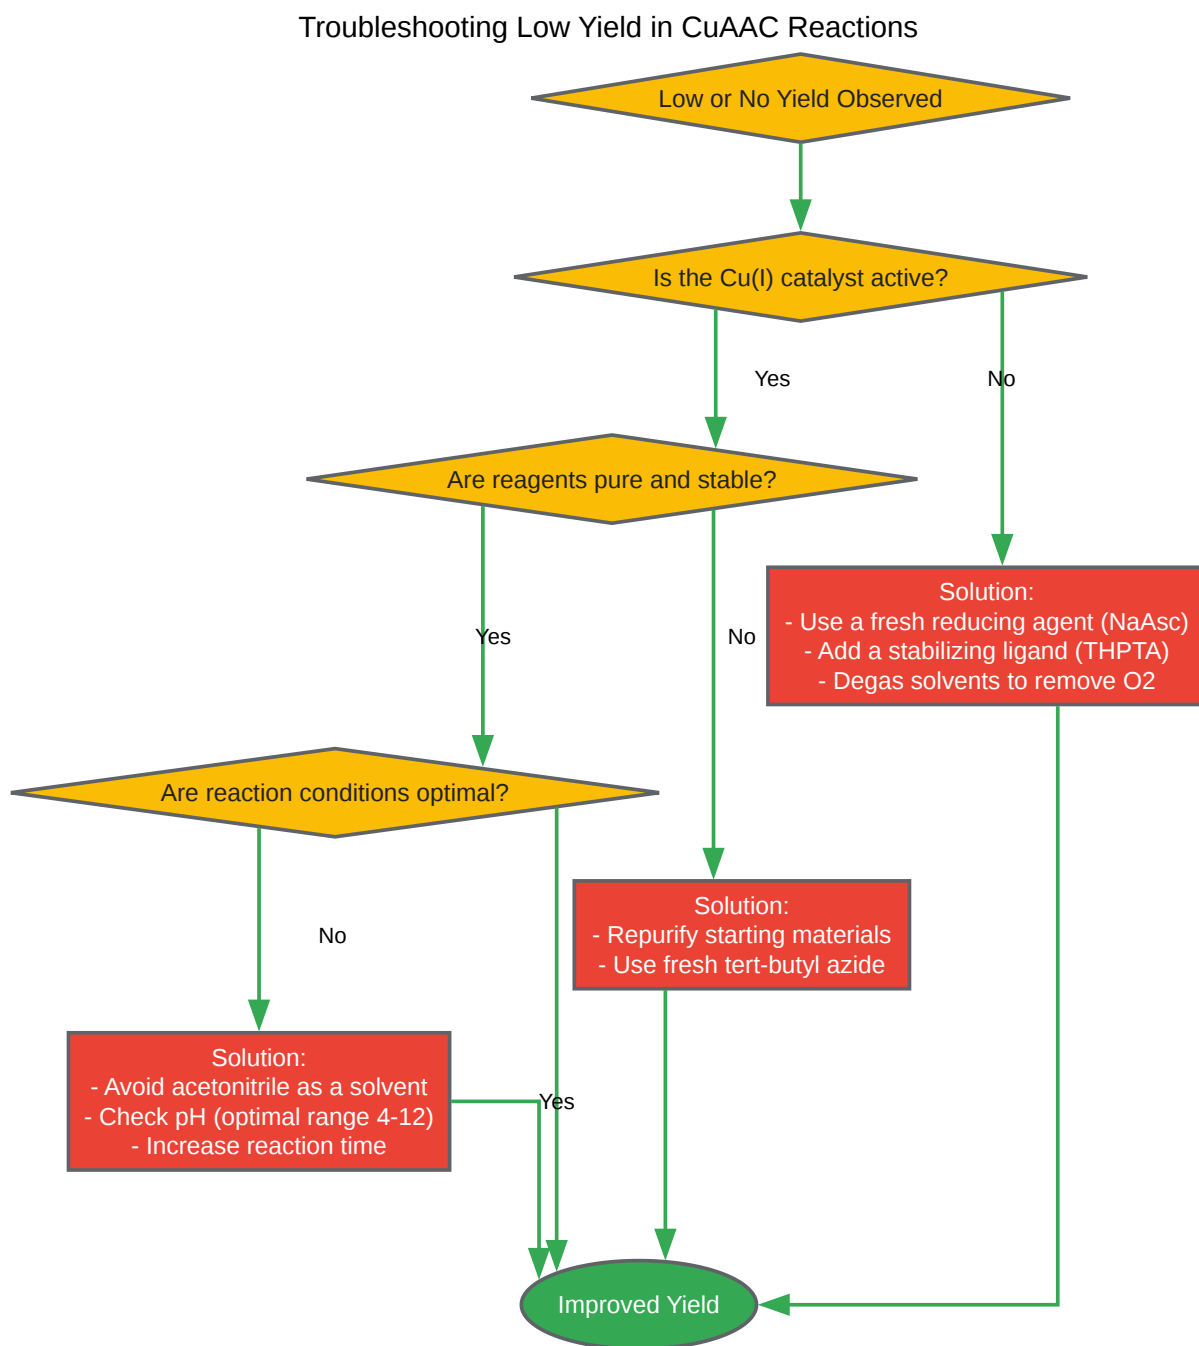 Troubleshooting Low Yield in CuAAC Reactions
Low or No Yield Observed
Is the Cu(I) catalyst active?
Yes
No
Are reagents pure and stable?
Solution:
- Use a fresh reducing agent (NaAsc)
- Add a stabilizing ligand (THPTA)
- Degas solvents to remove O2
Yes
No
Are reaction conditions optimal?
Solution:
- Repurify starting materials
- Use fresh tert-butyl azide
No
Solution:
- Avoid acetonitrile as a solvent
- Check pH (optimal range 4-12)
- Increase reaction time
Yes
Improved Yield